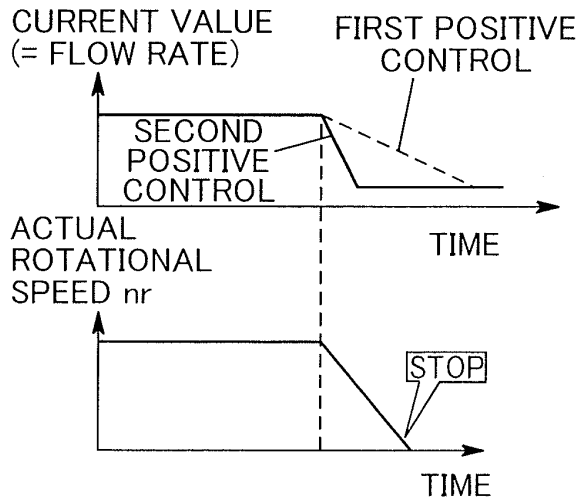 CURRENT VALUE
(= FLOW RATE)
FIRST POSITIVE
CONTROL
SECOND
POSITIVE
CONTROL
TIME
ACTUAL
ROTATIONAL
SPEED nr
STOP
TIME